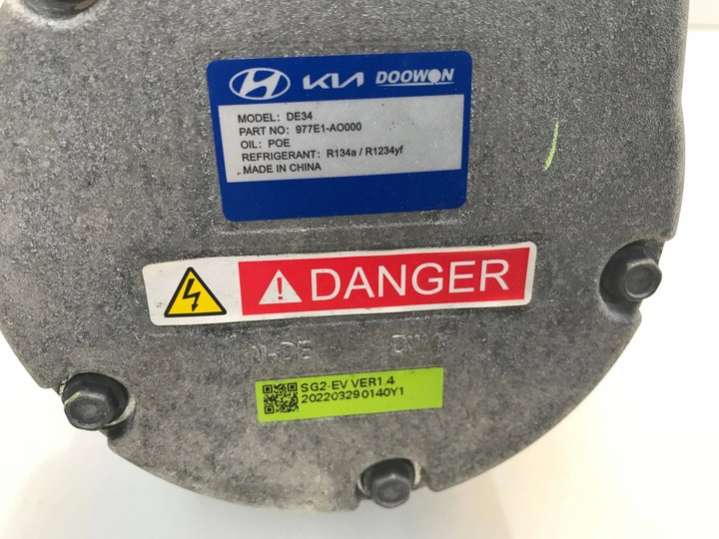 HYUNDAI KIA DOOWON
MODEL: DE34
PART NO: 977E1-AO000
OIL: POE
REFRIGERANT: R134a / R1234yf
MADE IN CHINA
DANGER
SG2-EV VER1.4
202203290140Y1